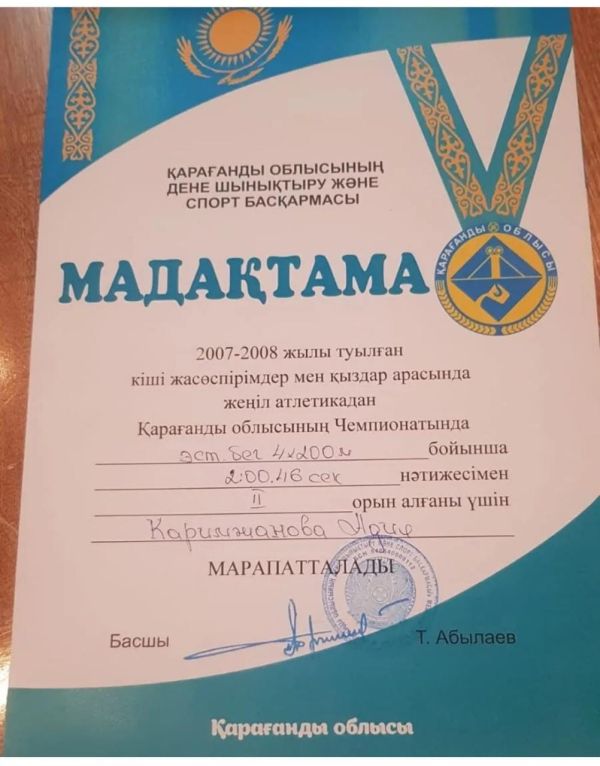 ҚАРАҒАНДЫ ОБЛЫСЫНЫҢ
ДЕНЕ ШЫНЫҚТЫРУ ЖӘНЕ
СПОРТ БАСҚАРМАСЫ
ҚАРАҒАНДЫ ОБЛЫСЫ
МАДАҚТАМА
2007-2008 жылы туылған
кіші жасөспірімдер мен қыздар арасында
жеңіл атлетикадан
Қарағанды облысының Чемпионатында
эст. бег 4х200м бойынша
2:00.46 сек нәтижесімен
II орын алғаны үшін
Каримжанова Адия
МАРАПАТТАЛАДЫ
Басшы Т. Абылаев
Қарағанды облысы